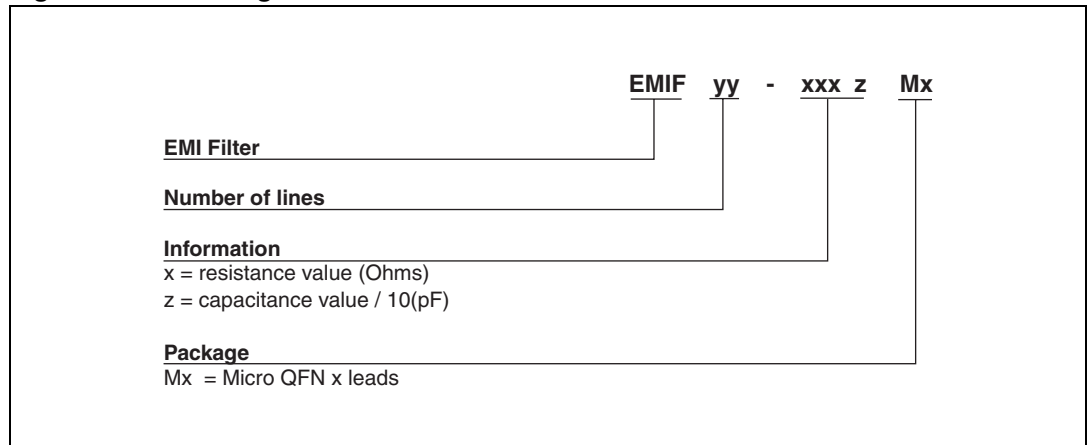 EMIF yy - xxx z Mx
EMI Filter
Number of lines
Information
x = resistance value (Ohms)
z = capacitance value / 10(pF)
Package
Mx = Micro QFN x leads